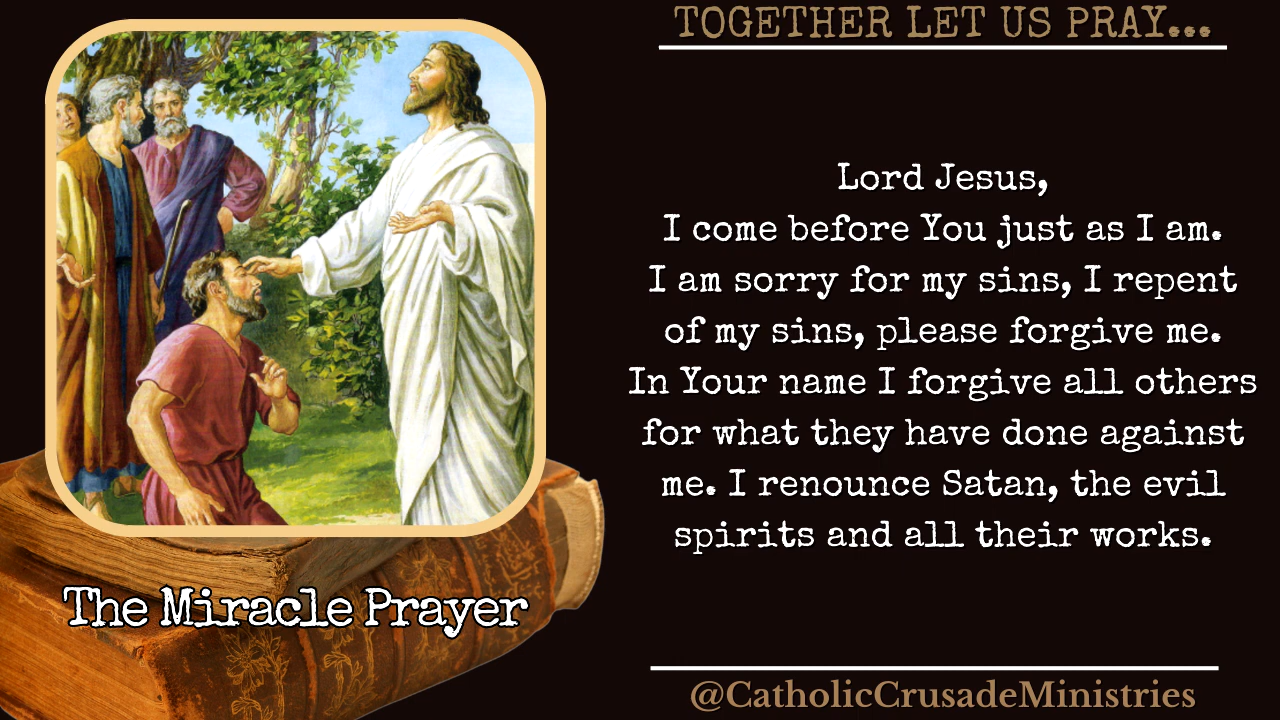 TOGETHER LET US PRAY...
Lord Jesus,
I come before You just as I am.
I am sorry for my sins, I repent
of my sins, please forgive me.
In Your name I forgive all others
for what they have done against
me. I renounce Satan, the evil
spirits and all their works.
The Miracle Prayer
@CatholicCrusadeMinistries